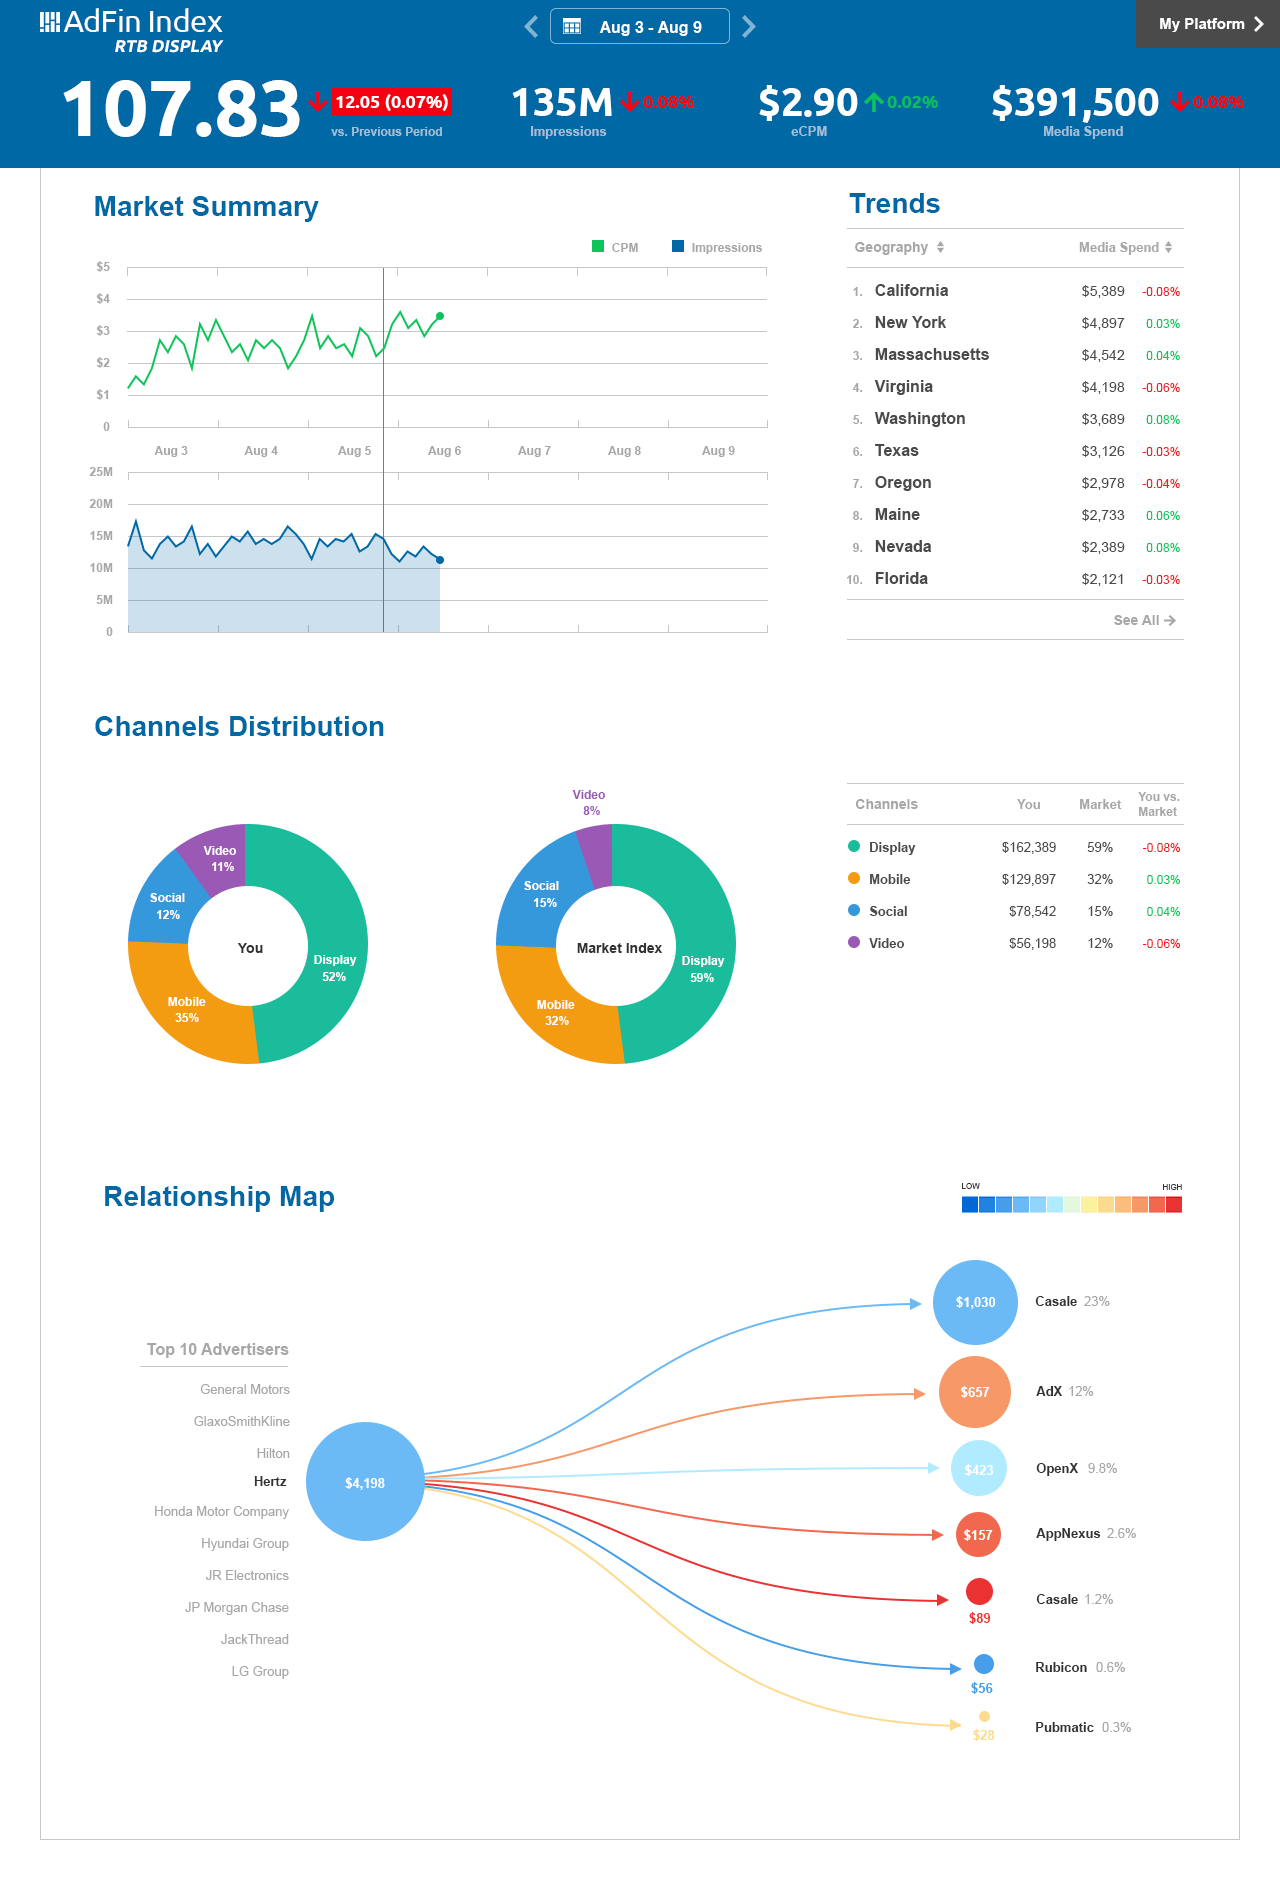 AdFin Index
RTB DISPLAY
Aug 3 - Aug 9
My Platform
107.83
12.05 (0.07%)
vs. Previous Period
135M
0.08%
Impressions
$2.90
0.02%
eCPM
$391,500
0.08%
Media Spend
Market Summary
CPM
Impressions
$5
$4
$3
$2
$1
0
Aug 3
Aug 4
Aug 5
Aug 6
Aug 7
Aug 8
Aug 9
25M
20M
15M
10M
5M
0
Trends
Geography Media Spend
1. California $5,389 -0.08%
2. New York $4,897 0.03%
3. Massachusetts $4,542 0.04%
4. Virginia $4,198 -0.06%
5. Washington $3,689 0.08%
6. Texas $3,126 -0.03%
7. Oregon $2,978 -0.04%
8. Maine $2,733 0.06%
9. Nevada $2,389 0.08%
10. Florida $2,121 -0.03%
See All
Channels Distribution
Video
11%
Social
12%
You
Display
52%
Mobile
35%
Video
8%
Social
15%
Market Index
Display
59%
Mobile
32%
Channels You Market You vs.
Market
Display $162,389 59% -0.08%
Mobile $129,897 32% 0.03%
Social $78,542 15% 0.04%
Video $56,198 12% -0.06%
Relationship Map
LOW
HIGH
Top 10 Advertisers
General Motors
GlaxoSmithKline
Hilton
Hertz
Honda Motor Company
Hyundai Group
JR Electronics
JP Morgan Chase
JackThread
LG Group
$4,198
$1,030 Casale 23%
$657 AdX 12%
$423 OpenX 9.8%
$157 AppNexus 2.6%
Casale 1.2%
$89
Rubicon 0.6%
$56
Pubmatic 0.3%
$28